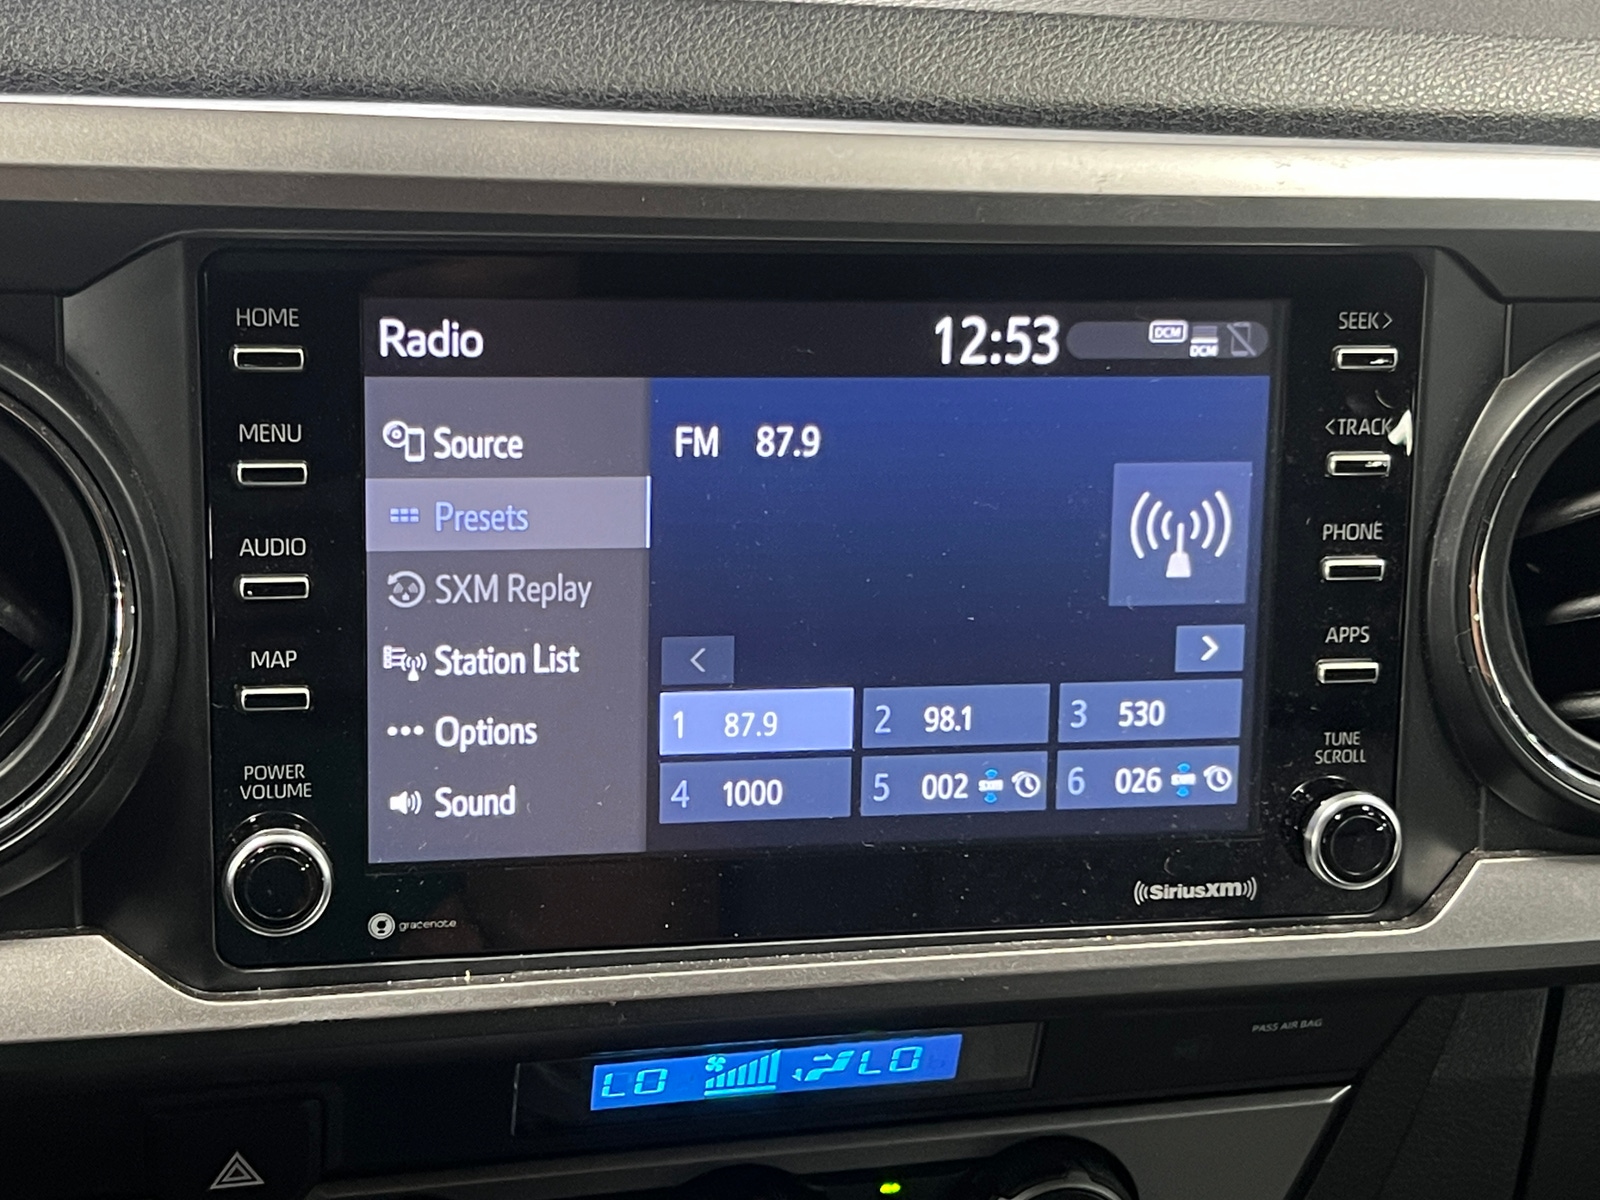 HOME
MENU
AUDIO
MAP
POWER
VOLUME
Radio
12:53
DCM
DCM
Source
Presets
SXM Replay
Station List
Options
Sound
FM 87.9
<
>
1 87.9
2 98.1
3 530
4 1000
5 002 SXM
6 026 SXM
SEEK>
<TRACK
PHONE
APPS
TUNE
SCROLL
gracenote
((SiriusXM))
PASS AIR BAG
LO LO